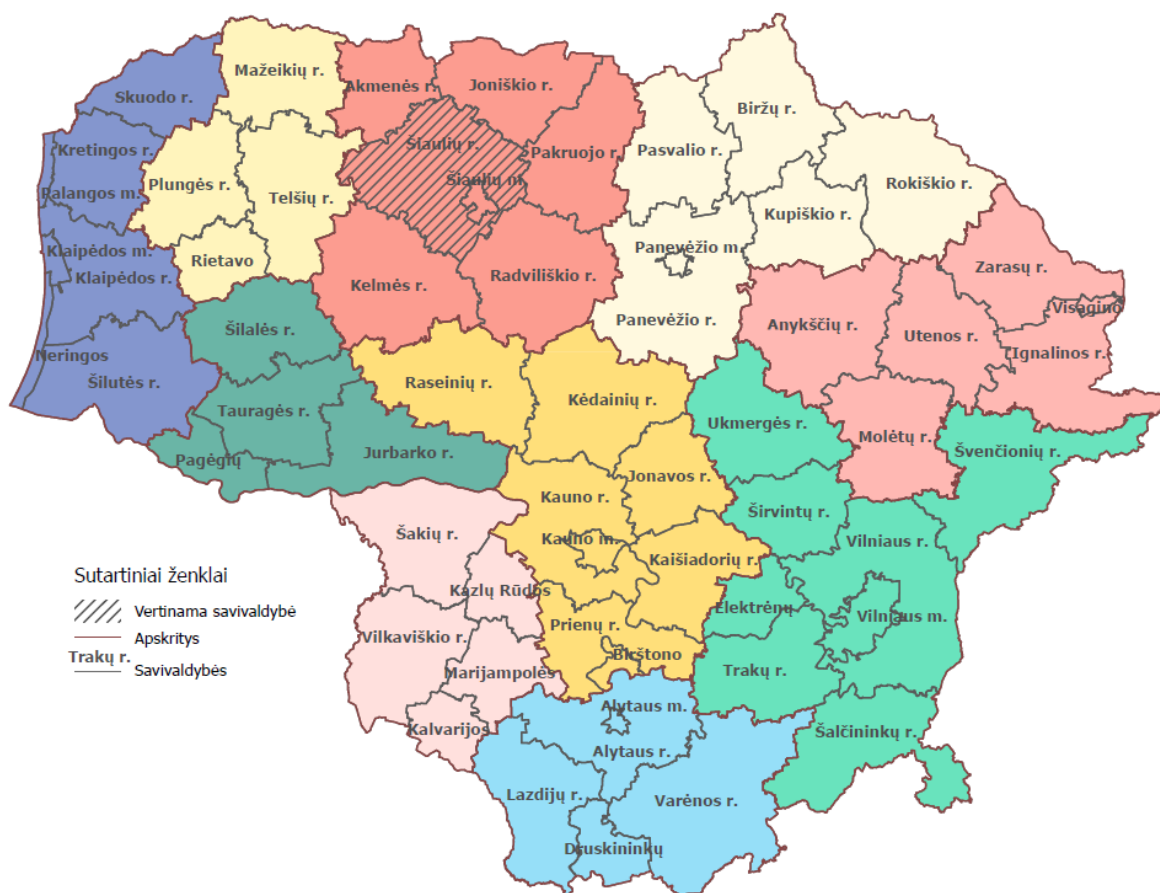 Mažeikių r.
Akmenės r.
Joniškio r.
Skuodo r.
Biržų r.
Šiaulių r.
Kretingos r.
Pasvalio r.
Pakruojo r.
Plungės r.
Šiaulių m.
Rokiškio r.
Palangos m.
Telšių r.
Kupiškio r.
Klaipėdos m.
Panevėžio m.
Rietavo
Zarasų r.
Klaipėdos r.
Radviliškio r.
Kelmės r.
Visagino
Panevėžio r.
Anykščių r.
Šilalės r.
Utenos r.
Neringos
Ignalinos r.
Šilutės r.
Raseinių r.
Kėdainių r.
Tauragės r.
Ukmergės r.
Molėtų r.
Jurbarko r.
Švenčionių r.
Pagėgių
Jonavos r.
Kauno r.
Širvintų r.
Šakių r.
Kauno m.
Vilniaus r.
Kaišiadorių r.
Sutartiniai ženklai
Kazlų Rūdos
Vertinama savivaldybė
Elektrėnų
Vilniaus m.
Prienų r.
Apskritys
Vilkaviškio r.
Trakų r.
Savivaldybės
Birštono
Marijampolės
Trakų r.
Alytaus m.
Kalvarijos
Šalčininkų r.
Alytaus r.
Lazdijų r.
Varėnos r.
Druskininkų